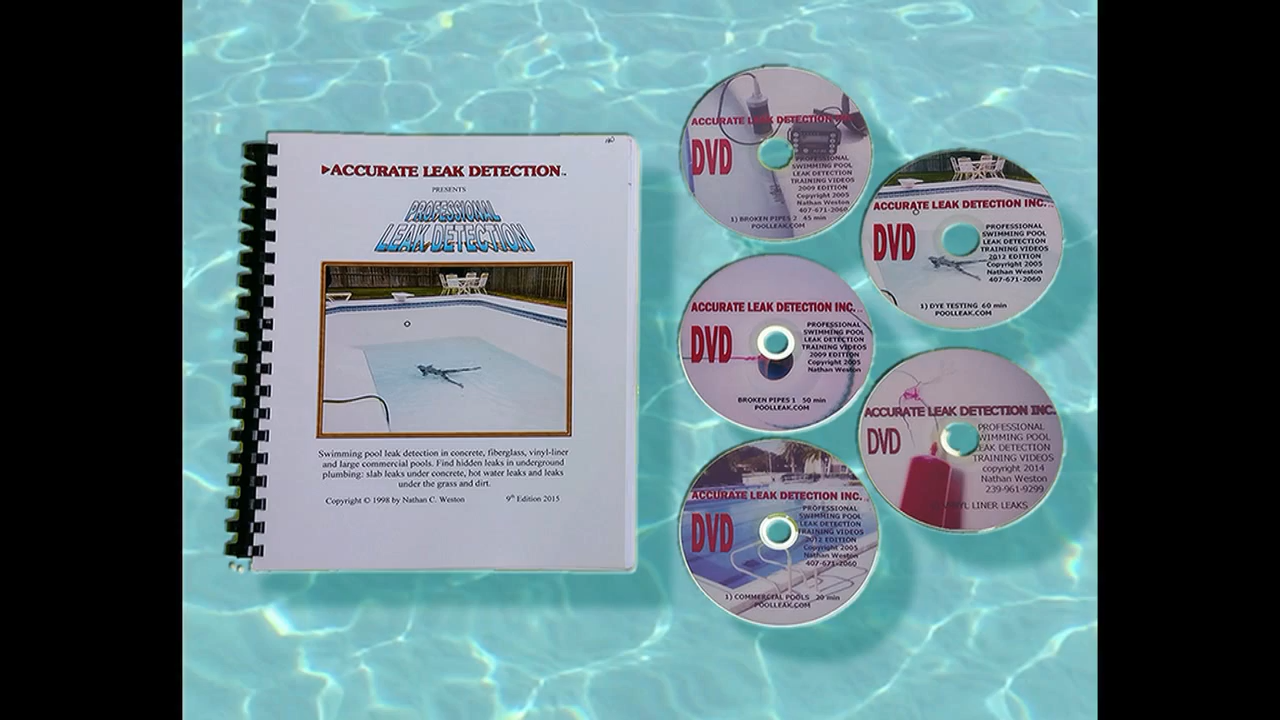 ►ACCURATE LEAK DETECTION™
PRESENTS
PROFESSIONAL
LEAK DETECTION
Swimming pool leak detection in concrete, fiberglass, vinyl-liner
and large commercial pools. Find hidden leaks in underground
plumbing: slab leaks under concrete, hot water leaks and leaks
under the grass and dirt.
Copyright © 1998 by Nathan C. Weston 9th Edition 2015
ACCURATE LEAK DETECTION INC.
DVD
PROFESSIONAL
SWIMMING POOL
LEAK DETECTION
TRAINING VIDEOS
2009 EDITION
Copyright 2005
Nathan Weston
407-671-2060
1) BROKEN PIPES 2 45 min
POOLLEAK.COM
ACCURATE LEAK DETECTION INC.
DVD
PROFESSIONAL
SWIMMING POOL
LEAK DETECTION
TRAINING VIDEOS
2012 EDITION
Copyright 2005
Nathan Weston
407-671-2060
1) DYE TESTING 60 min
POOLLEAK.COM
ACCURATE LEAK DETECTION INC.
DVD
PROFESSIONAL
SWIMMING POOL
LEAK DETECTION
TRAINING VIDEOS
2009 EDITION
Copyright 2005
Nathan Weston
BROKEN PIPES 1 50 min
POOLLEAK.COM
ACCURATE LEAK DETECTION INC.
DVD
PROFESSIONAL
SWIMMING POOL
LEAK DETECTION
TRAINING VIDEOS
copyright 2014
Nathan Weston
239-961-9299
VINYL LINER LEAKS
ACCURATE LEAK DETECTION INC.
DVD
PROFESSIONAL
SWIMMING POOL
LEAK DETECTION
TRAINING VIDEOS
2012 EDITION
Copyright 2005
Nathan Weston
407-671-2060
1) COMMERCIAL POOLS 20 min
POOLLEAK.COM